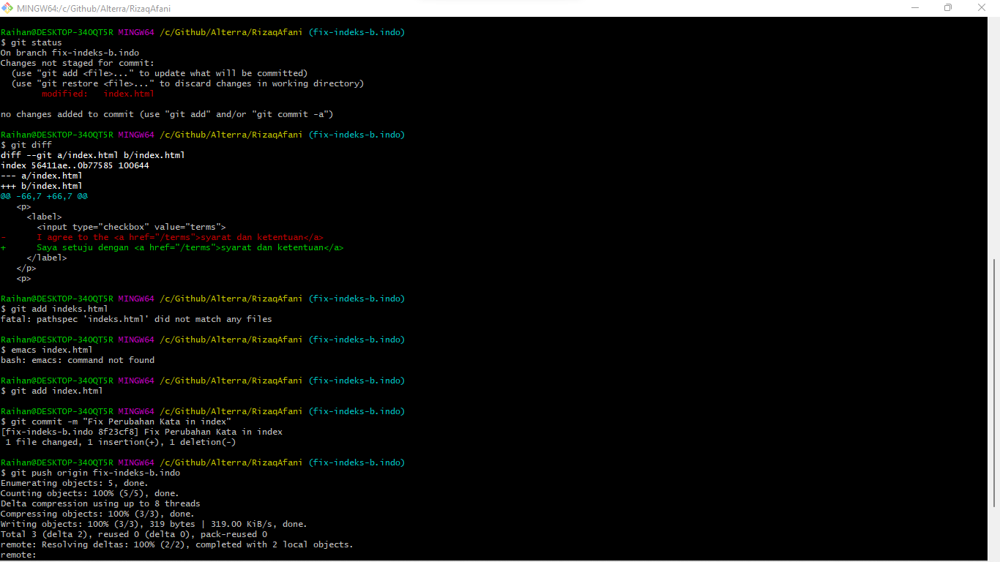 MINGW64:/c/Github/Alterra/RizaqAfani
Raihan@DESKTOP-34OQT5R MINGW64 /c/Github/Alterra/RizaqAfani (fix-indeks-b.indo)
$ git status
On branch fix-indeks-b.indo
Changes not staged for commit:
  (use "git add <file>..." to update what will be committed)
  (use "git restore <file>..." to discard changes in working directory)
        modified:   index.html
no changes added to commit (use "git add" and/or "git commit -a")
Raihan@DESKTOP-34OQT5R MINGW64 /c/Github/Alterra/RizaqAfani (fix-indeks-b.indo)
$ git diff
diff --git a/index.html b/index.html
index 56411ae..0b77585 100644
--- a/index.html
+++ b/index.html
@@ -66,7 +66,7 @@
   <p>
     <label>
       <input type="checkbox" value="terms">
-      I agree to the <a href="/terms">syarat dan ketentuan</a>
+      Saya setuju dengan <a href="/terms">syarat dan ketentuan</a>
     </label>
   </p>
   <p>
Raihan@DESKTOP-34OQT5R MINGW64 /c/Github/Alterra/RizaqAfani (fix-indeks-b.indo)
$ git add indeks.html
fatal: pathspec 'indeks.html' did not match any files
Raihan@DESKTOP-34OQT5R MINGW64 /c/Github/Alterra/RizaqAfani (fix-indeks-b.indo)
$ emacs index.html
bash: emacs: command not found
Raihan@DESKTOP-34OQT5R MINGW64 /c/Github/Alterra/RizaqAfani (fix-indeks-b.indo)
$ git add index.html
Raihan@DESKTOP-34OQT5R MINGW64 /c/Github/Alterra/RizaqAfani (fix-indeks-b.indo)
$ git commit -m "Fix Perubahan Kata in index"
[fix-indeks-b.indo 8f23cf8] Fix Perubahan Kata in index
 1 file changed, 1 insertion(+), 1 deletion(-)
Raihan@DESKTOP-34OQT5R MINGW64 /c/Github/Alterra/RizaqAfani (fix-indeks-b.indo)
$ git push origin fix-indeks-b.indo
Enumerating objects: 5, done.
Counting objects: 100% (5/5), done.
Delta compression using up to 8 threads
Compressing objects: 100% (3/3), done.
Writing objects: 100% (3/3), 319 bytes | 319.00 KiB/s, done.
Total 3 (delta 2), reused 0 (delta 0), pack-reused 0
remote: Resolving deltas: 100% (2/2), completed with 2 local objects.
remote: